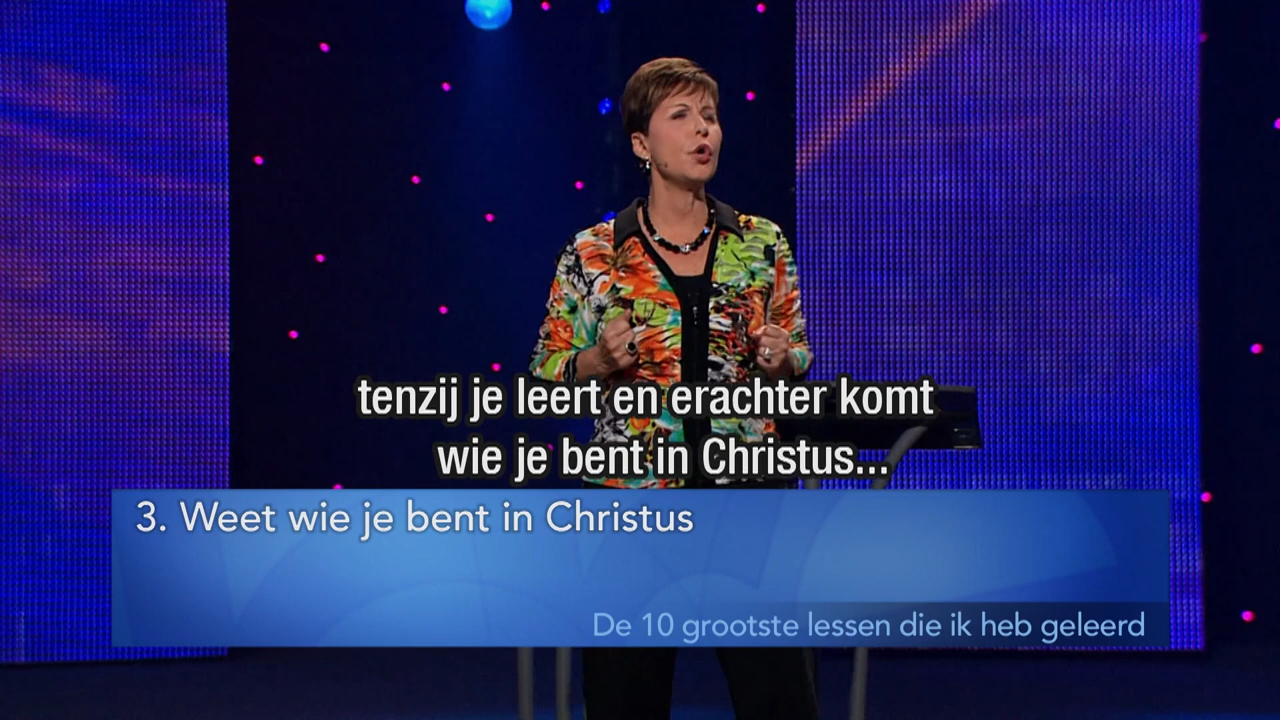 tenzij je leert en erachter komt
wie je bent in Christus...
3. Weet wie je bent in Christus
De 10 grootste lessen die ik heb geleerd